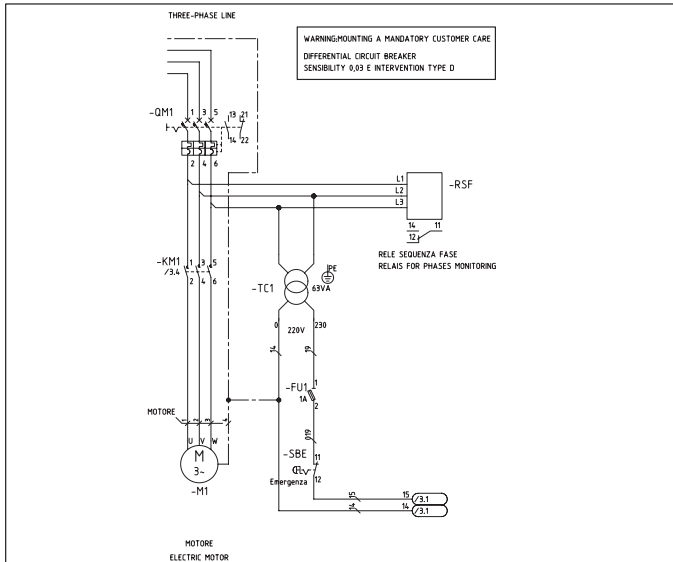 THREE-PHASE LINE
WARNING:MOUNTING A MANDATORY CUSTOMER CARE
DIFFERENTIAL CIRCUIT BREAKER
SENSIBILITY 0,03 E INTERVENTION TYPE D
-QM1
1 3 5
13 21
14 22
2 4 6
L1
L2
L3
-RSF
14 11
12
RELE SEQUENZA FASE
RELAIS FOR PHASES MONITORING
-KM1
/3.4
1 3 5
2 4 6
PE
63VA
-TC1
0 220V 230
14 19
-FU1
1A
1
2
MOTORE
1 2 3 4
U V W
M
3~
-M1
019
-SBE
11
12
Emergenza
15 15 /3.1
14 14 /3.1
MOTORE
ELECTRIC MOTOR